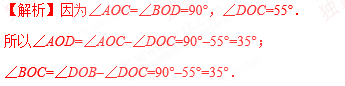 【解析】因为∠AOC=∠BOD=90°，∠DOC=55°．
所以∠AOD=∠AOC–∠DOC=90°–55°=35°；
∠BOC=∠DOB–∠DOC=90°–55°=35°．